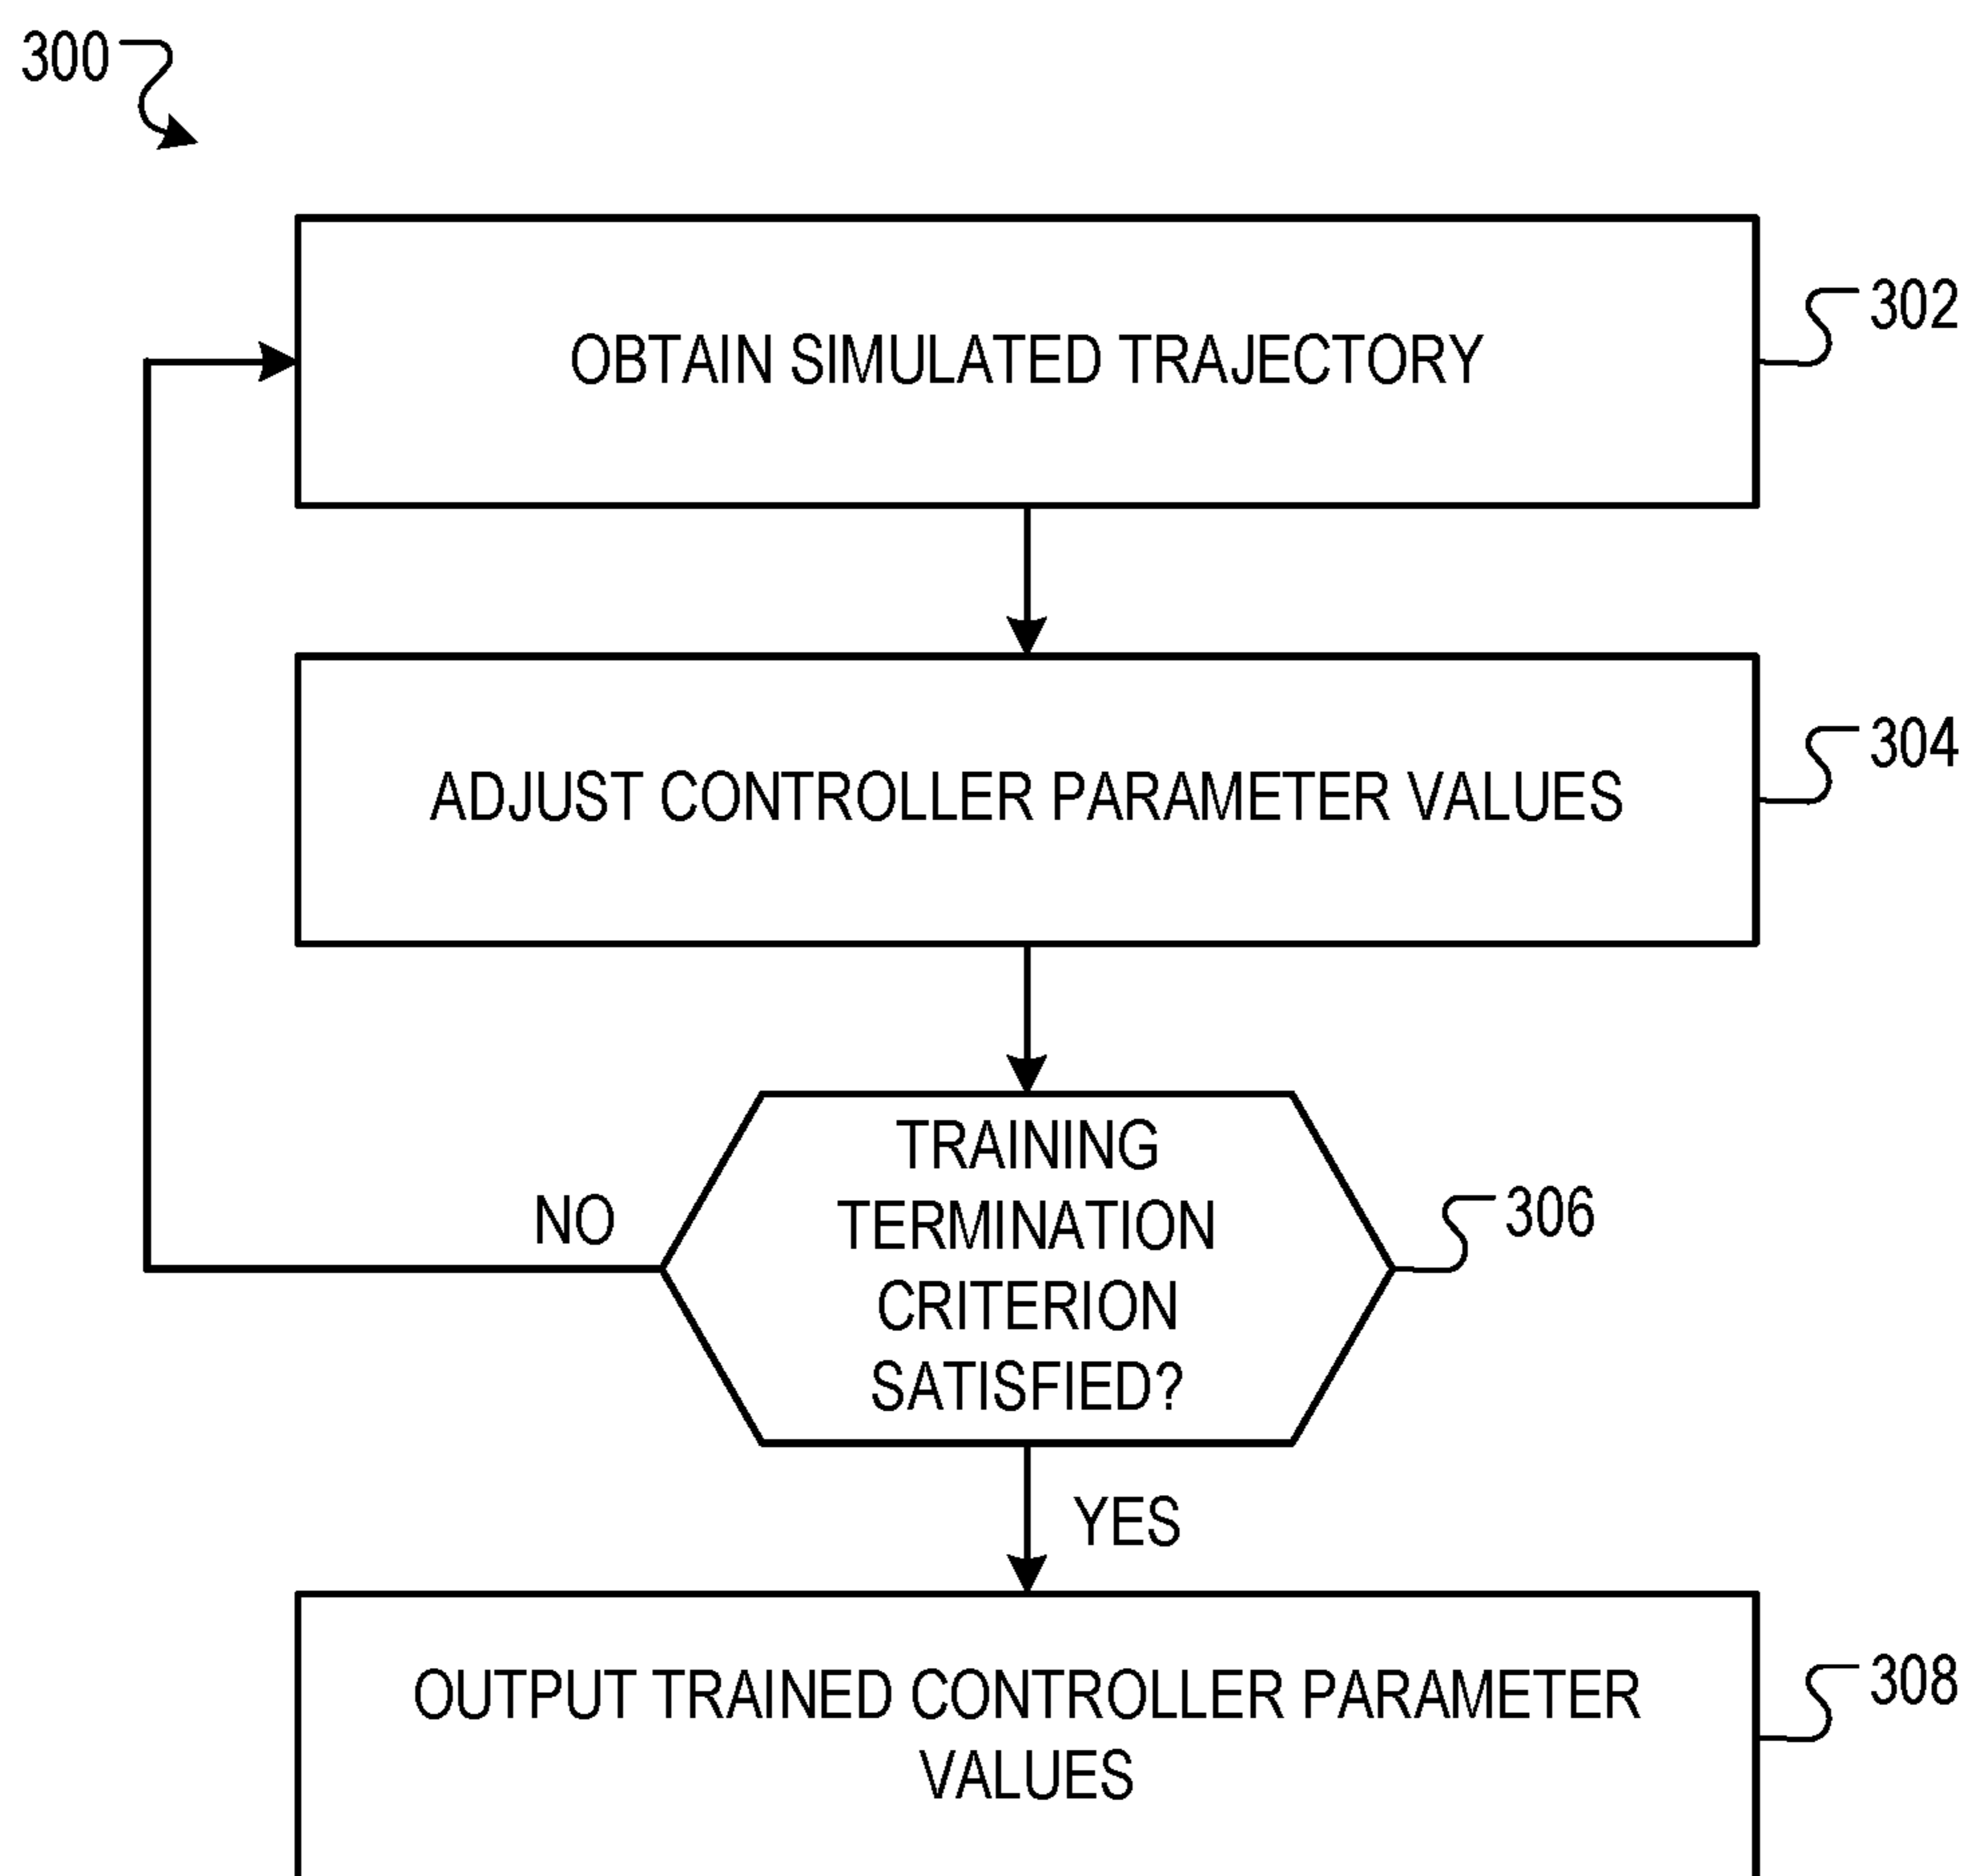 300
OBTAIN SIMULATED TRAJECTORY
302
ADJUST CONTROLLER PARAMETER VALUES
304
TRAINING
TERMINATION
CRITERION
SATISFIED?
NO
306
YES
OUTPUT TRAINED CONTROLLER PARAMETER
VALUES
308